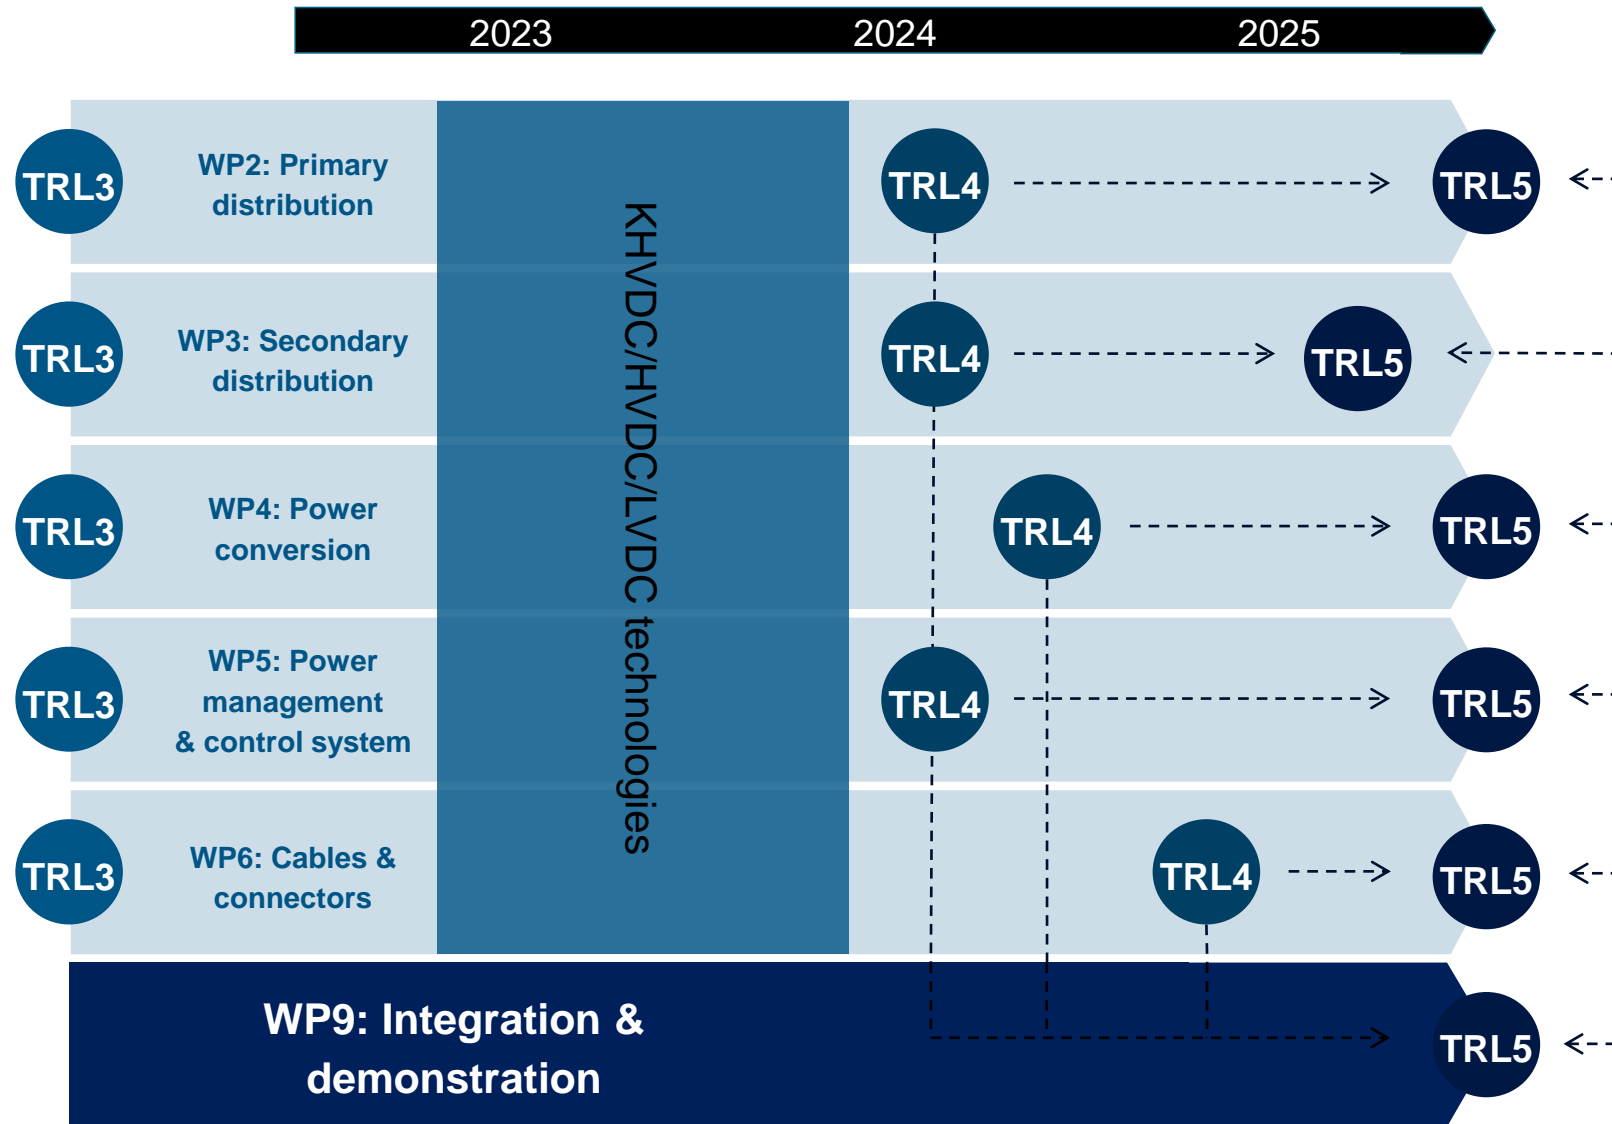 2023 2024 2025
TRL3
WP2: Primary
distribution
TRL4
TRL5
KHVDC/HVDC/LVDC technologies
TRL3
WP3: Secondary
distribution
TRL4
TRL5
TRL3
WP4: Power
conversion
TRL4
TRL5
TRL3
WP5: Power
management
& control system
TRL4
TRL5
TRL3
WP6: Cables &
connectors
TRL4
TRL5
WP9: Integration &
demonstration
TRL5